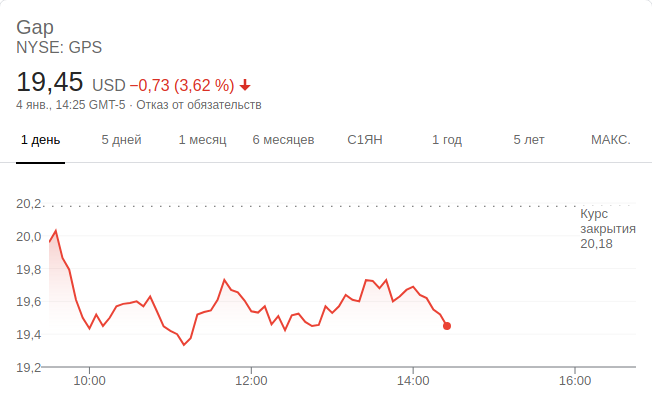 Gap
NYSE: GPS
19,45 USD −0,73 (3,62 %)
4 янв., 14:25 GMT-5 · Отказ от обязательств
1 день 5 дней 1 месяц 6 месяцев С1ЯН 1 год 5 лет МАКС.
20,2
Курс
закрытия
20,18
20,0
19,8
19,6
19,4
19,2
10:00 12:00 14:00 16:00